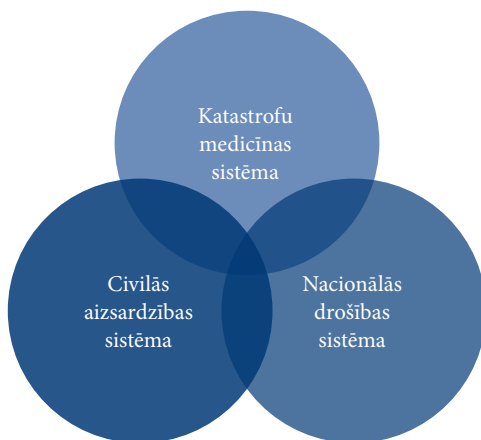 Katastrofu
medicīnas
sistēma
Civilās
aizsardzības
sistēma
Nacionālās
drošības
sistēma